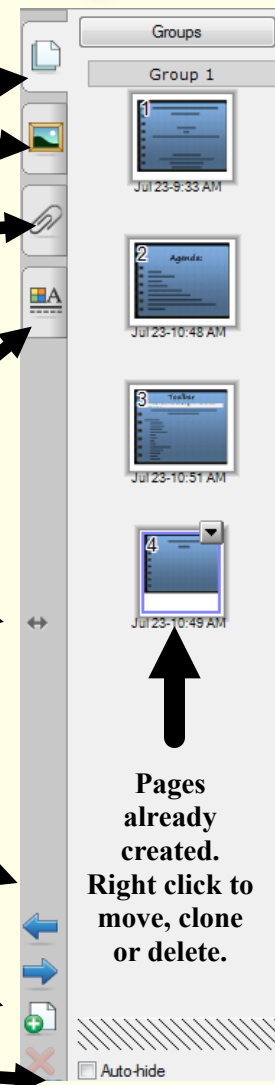 Groups
Group 1
1
Jul 23-9:33 AM
2
Agenda:
Jul 23-10:48 AM
3
Toolbar
Jul 23-10:51 AM
4
Jul 23-10:49 AM
A
Pages
already
created.
Right click to
move, clone
or delete.
Auto-hide